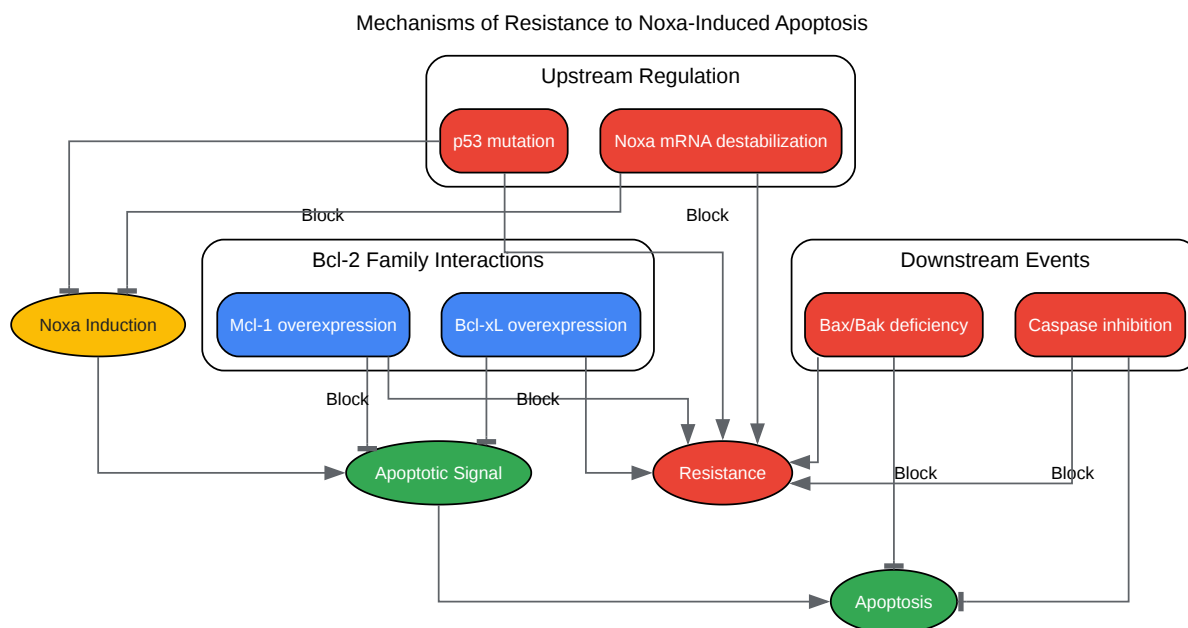 Mechanisms of Resistance to Noxa-Induced Apoptosis
Upstream Regulation
p53 mutation
Noxa mRNA destabilization
Block
Block
Bcl-2 Family Interactions
Downstream Events
Noxa Induction
Mcl-1 overexpression
Bcl-xL overexpression
Bax/Bak deficiency
Caspase inhibition
Block
Block
Apoptotic Signal
Resistance
Block
Block
Apoptosis